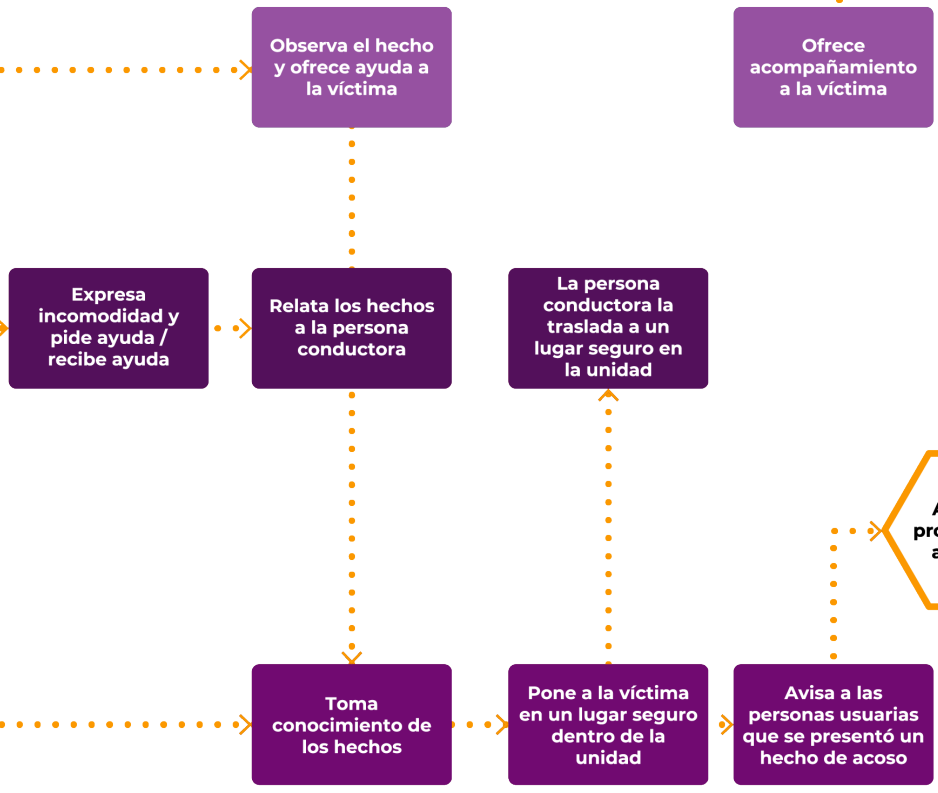 Observa el hecho
y ofrece ayuda a
la víctima
Ofrece
acompañamiento
a la víctima
Expresa
incomodidad y
pide ayuda /
recibe ayuda
Relata los hechos
a la persona
conductora
La persona
conductora la
traslada a un
lugar seguro en
la unidad
Toma
conocimiento de
los hechos
Pone a la víctima
en un lugar seguro
dentro de la
unidad
Avisa a las
personas usuarias
que se presentó un
hecho de acoso